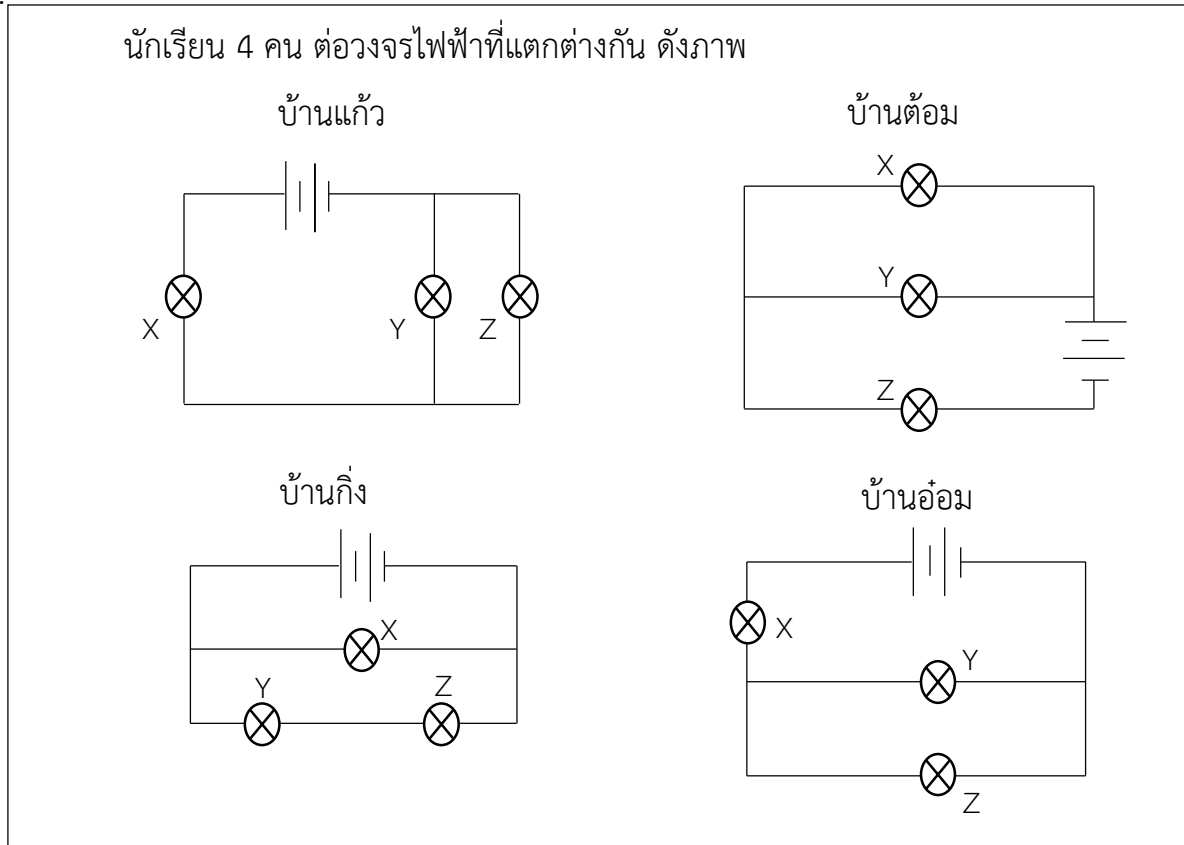 นักเรียน 4 คน ต่อวงจรไฟฟ้าที่แตกต่างกัน ดังภาพ
บ้านแก้ว
X
Y
Z
บ้านต้อม
X
Y
Z
บ้านกิ่ง
X
Y
Z
บ้านอ๋อม
X
Y
Z